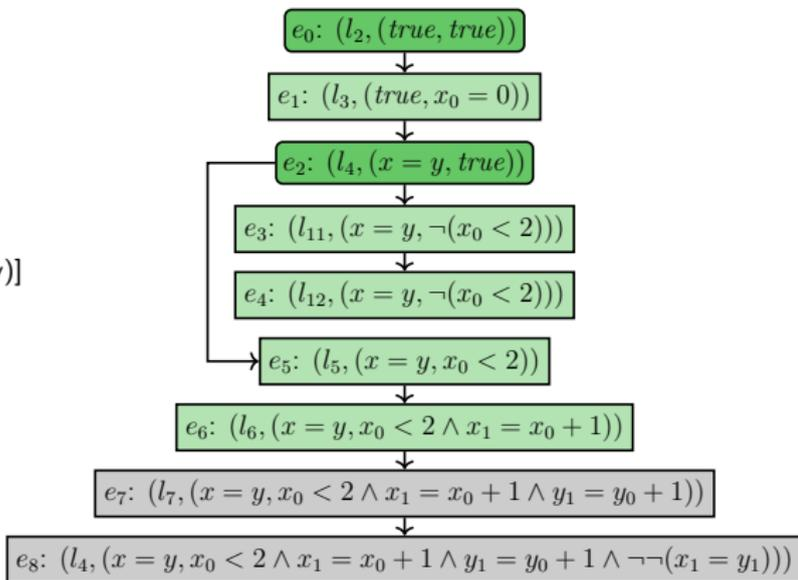 e₀: (l₂, (true, true))
e₁: (l₃, (true, x₀ = 0))
e₂: (l₄, (x = y, true))
e₃: (l₁₁, (x = y, ¬(x₀ < 2)))
)]
e₄: (l₁₂, (x = y, ¬(x₀ < 2)))
e₅: (l₅, (x = y, x₀ < 2))
e₆: (l₆, (x = y, x₀ < 2 ∧ x₁ = x₀ + 1))
e₇: (l₇, (x = y, x₀ < 2 ∧ x₁ = x₀ + 1 ∧ y₁ = y₀ + 1))
e₈: (l₄, (x = y, x₀ < 2 ∧ x₁ = x₀ + 1 ∧ y₁ = y₀ + 1 ∧ ¬¬(x₁ = y₁)))